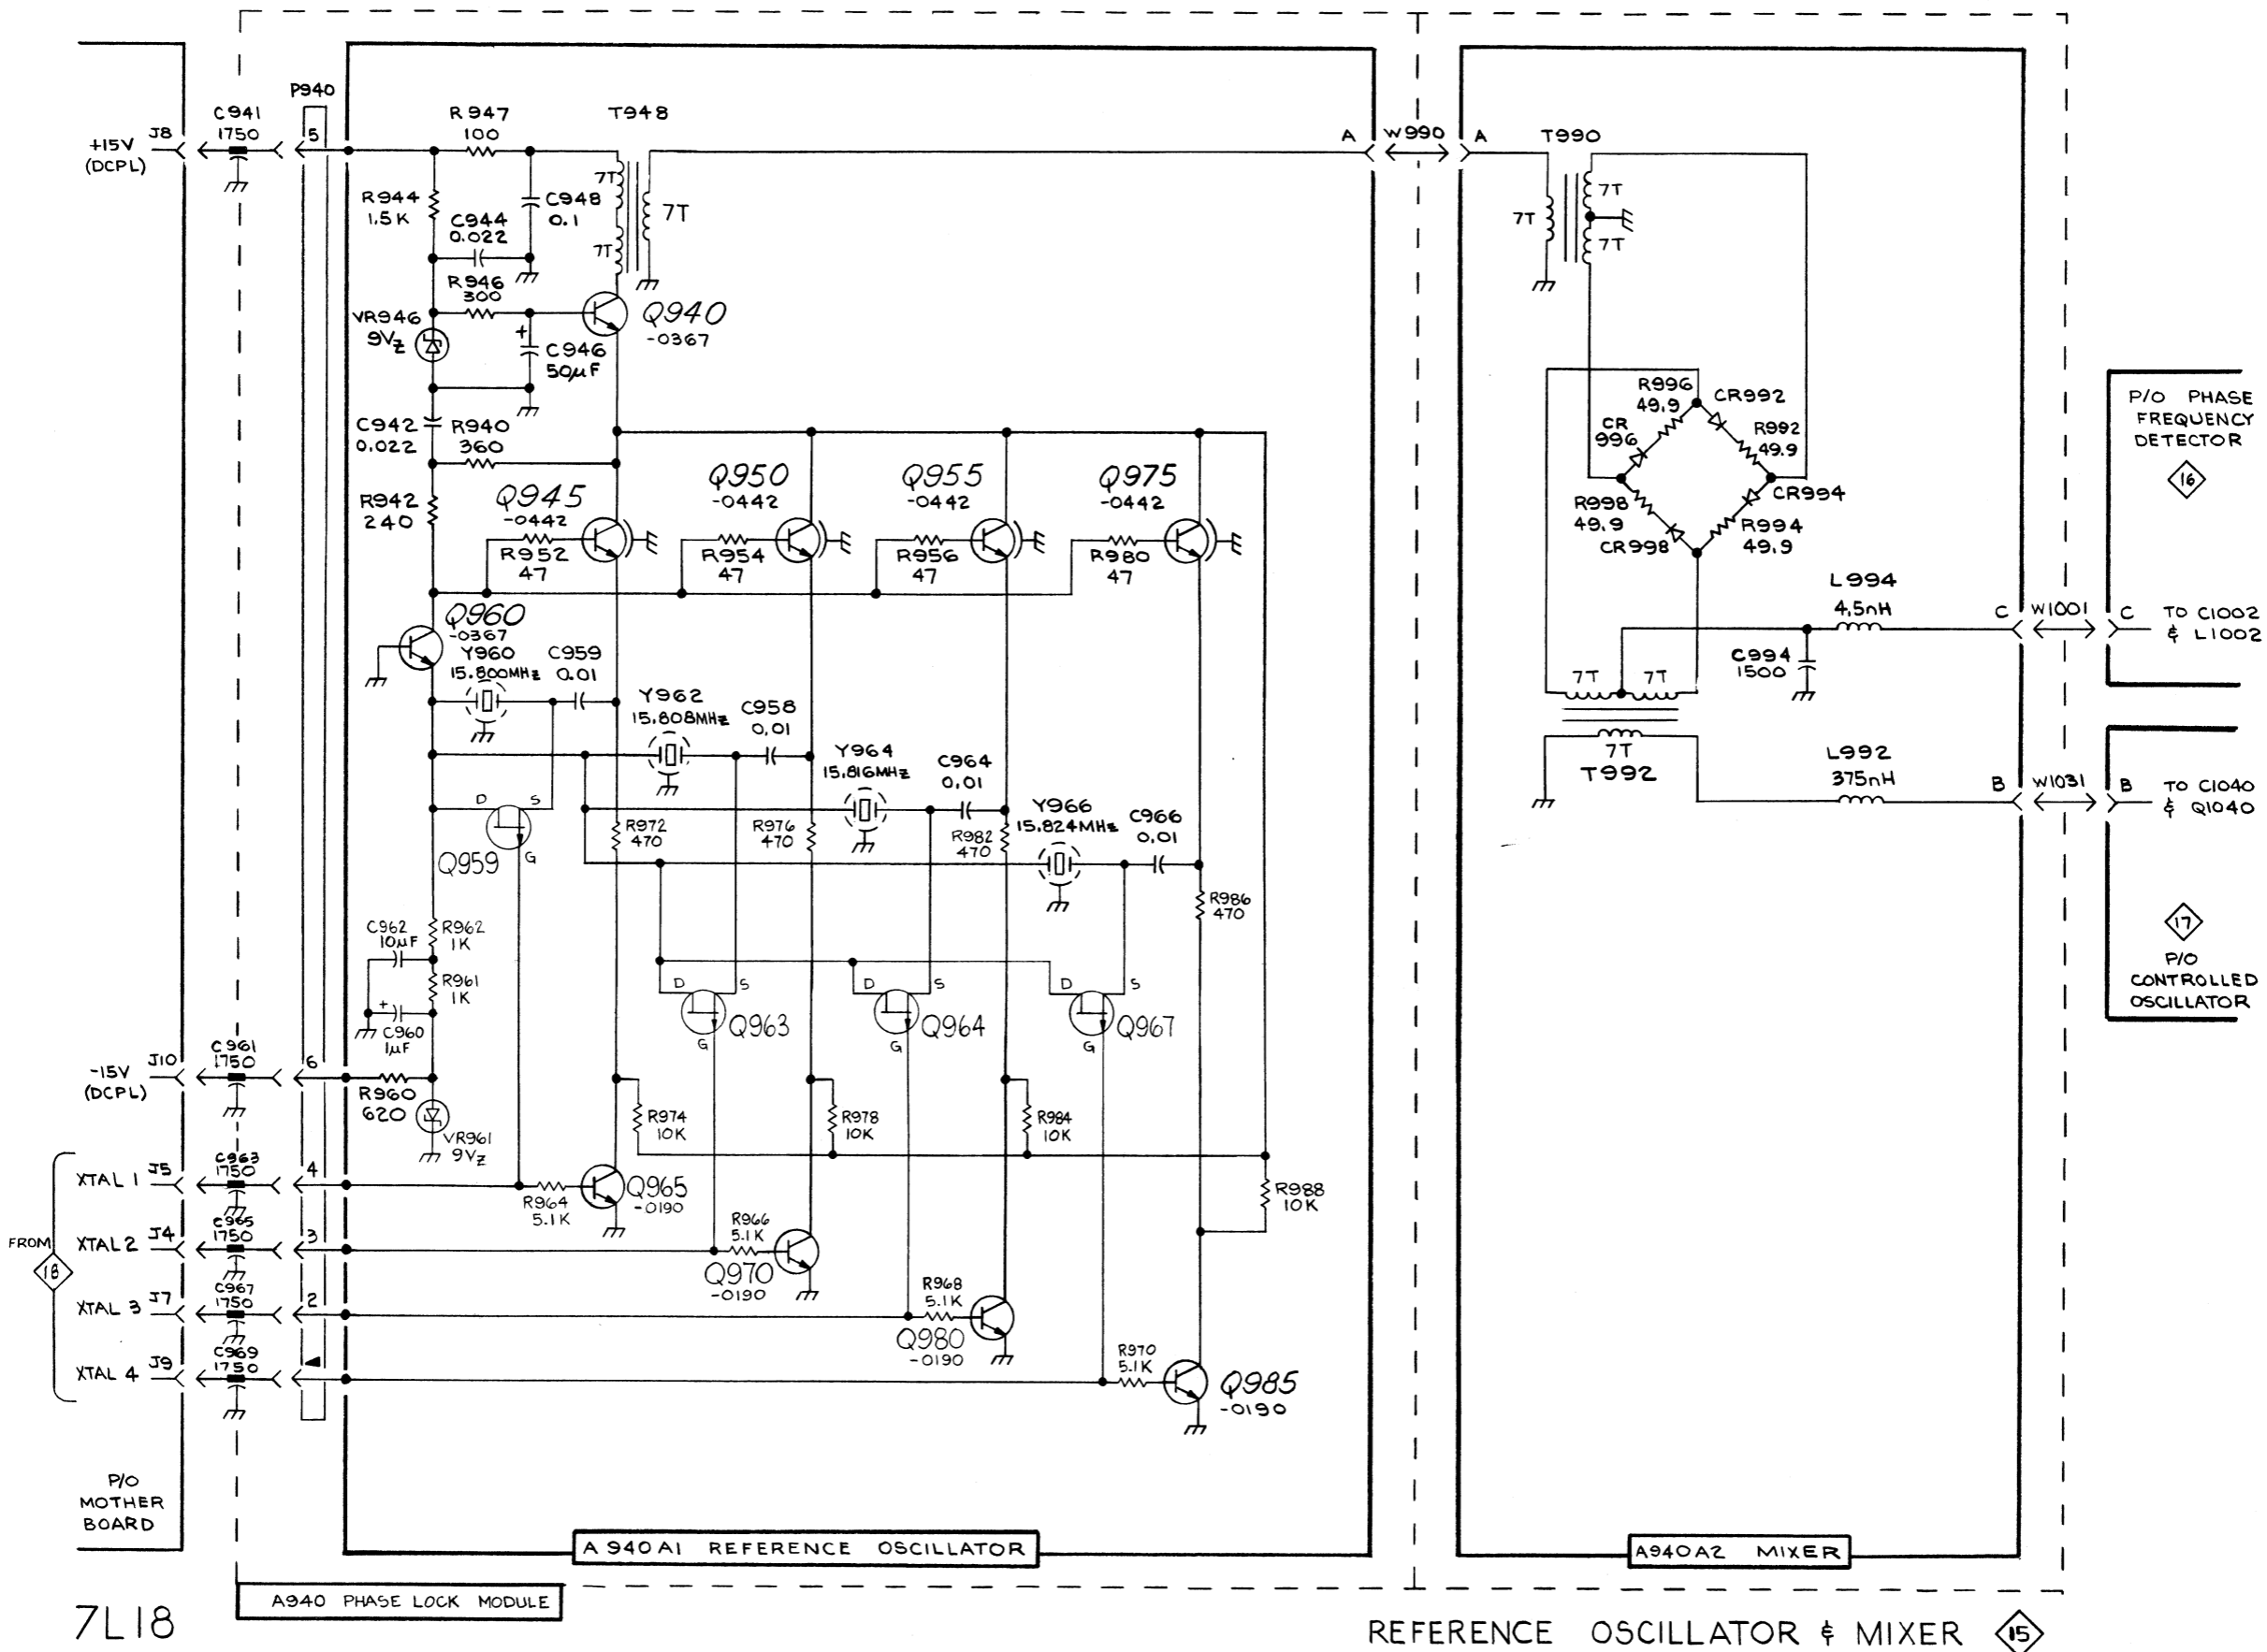 +15V
(DCPL)
J8
C941
1750
P940
5
R947
100
T948
7T
7T
7T
R944
1.5K
C944
0.022
C948
0.1
R946
300
VR946
9VZ
+
C946
50µF
Q940
-0367
C942
0.022
R940
360
R942
240
Q945
-0442
R952
47
Q950
-0442
R954
47
Q955
-0442
R956
47
Q975
-0442
R980
47
Q960
-0367
Y960
15.800MHz
C959
0.01
Y962
15.808MHz
C958
0.01
Y964
15.816MHz
C964
0.01
Y966
15.824MHz
C966
0.01
D
S
G
Q959
R972
470
R976
470
R982
470
R986
470
C962
10µF
R962
1K
R961
1K
+
C960
1µF
D
S
G
Q963
D
S
G
Q964
D
S
G
Q967
-15V
(DCPL)
J10
C961
1750
6
R960
620
VR961
9VZ
R974
10K
R978
10K
R984
10K
R988
10K
FROM
18
XTAL 1
J5
C963
1750
4
R964
5.1K
Q965
-0190
XTAL 2
J4
C965
1750
3
R966
5.1K
Q970
-0190
XTAL 3
J7
C967
1750
2
R968
5.1K
Q980
-0190
XTAL 4
J9
C969
1750
R970
5.1K
Q985
-0190
P/O
MOTHER
BOARD
A 940 A1 REFERENCE OSCILLATOR
A940 PHASE LOCK MODULE
7L18
A
W990
A
T990
7T
7T
7T
R996
49.9
CR992
CR
996
R992
49.9
R998
49.9
CR994
R994
49.9
CR998
L994
4.5nH
C994
1500
7T
7T
7T
T992
L992
375nH
C
W1001
C
TO C1002
& L1002
B
W1031
B
TO C1040
& Q1040
P/O PHASE
FREQUENCY
DETECTOR
16
17
P/O
CONTROLLED
OSCILLATOR
A940A2 MIXER
REFERENCE OSCILLATOR & MIXER
15